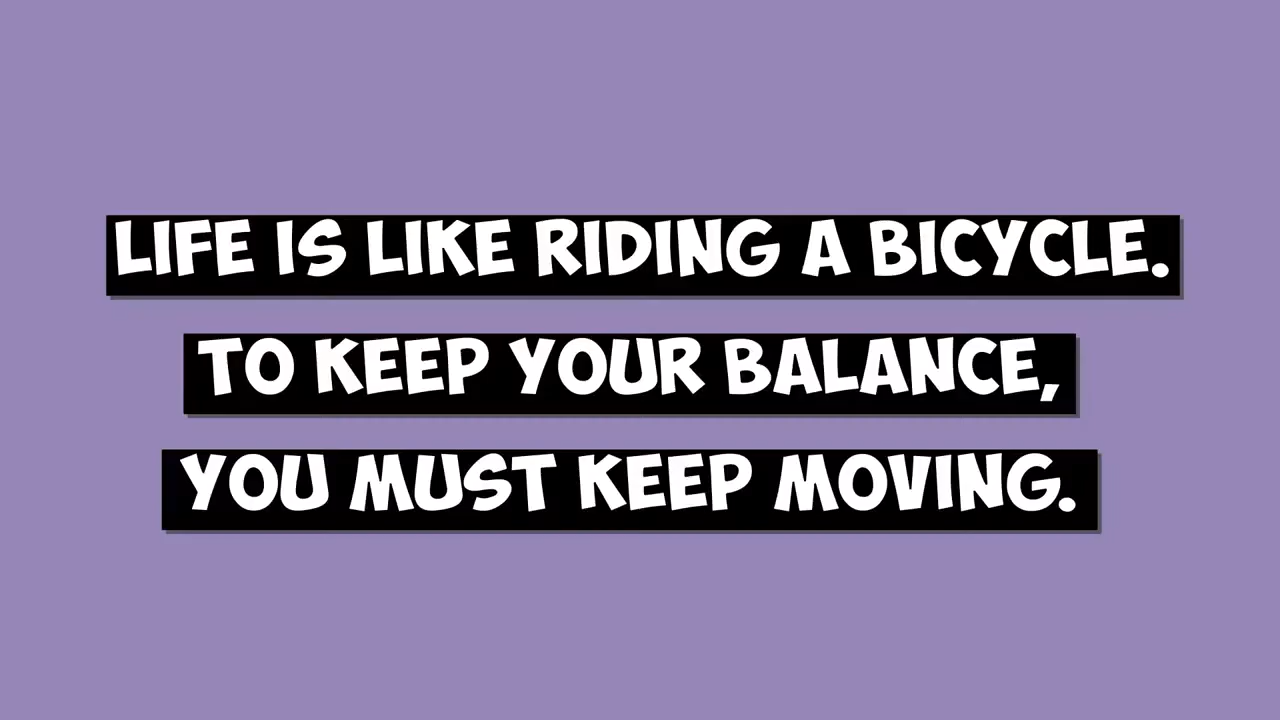 LIFE IS LIKE RIDING A BICYCLE.
TO KEEP YOUR BALANCE,
YOU MUST KEEP MOVING.